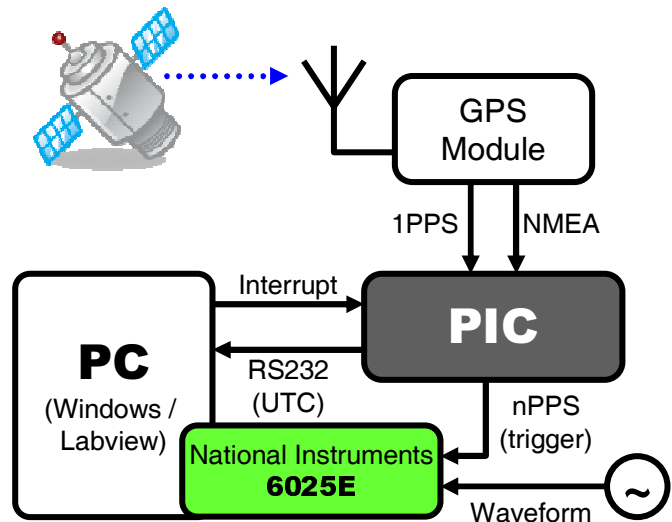 GPS
Module
1PPS
NMEA
Interrupt
PIC
PC
(Windows /
Labview)
RS232
(UTC)
nPPS
(trigger)
National Instruments
6025E
Waveform
~